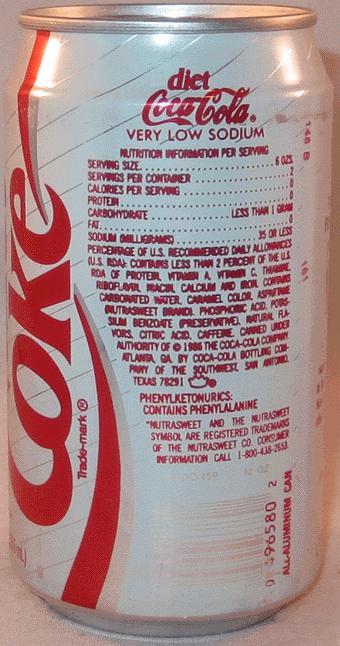 diet
Coca-Cola®
VERY LOW SODIUM
NUTRITION INFORMATION PER SERVING
SERVING SIZE 6 OZS.
SERVINGS PER CONTAINER 2
CALORIES PER SERVING 0
PROTEIN 0
CARBOHYDRATE LESS THAN 1 GRAM
FAT 0
SODIUM (MILLIGRAMS) 35 OR LESS
PERCENTAGE OF U.S. RECOMMENDED DAILY ALLOWANCES
(U.S. RDA): CONTAINS LESS THAN 2 PERCENT OF THE U.S.
RDA OF PROTEIN, VITAMIN A, VITAMIN C, THIAMINE,
RIBOFLAVIN, NIACIN, CALCIUM AND IRON. CONTAINS
CARBONATED WATER, CARAMEL COLOR, ASPARTAME
(NUTRASWEET BRAND), PHOSPHORIC ACID, POTAS-
SIUM BENZOATE (PRESERVATIVE), NATURAL FLA-
VORS, CITRIC ACID, CAFFEINE. CANNED UNDER
AUTHORITY OF © 1986 THE COCA-COLA COMPANY,
ATLANTA, GA. BY COCA-COLA BOTTLING COM-
PANY OF THE SOUTHWEST, SAN ANTONIO,
TEXAS 78291
PHENYLKETONURICS:
CONTAINS PHENYLALANINE
"NUTRASWEET AND THE NUTRASWEET
SYMBOL ARE REGISTERED TRADEMARKS
OF THE NUTRASWEET CO. CONSUMER
INFORMATION CALL 1-800-438-2653.
12 OZ
Coke
Trade-mark ®
0 496580 2
ALL-ALUMINUM CAN